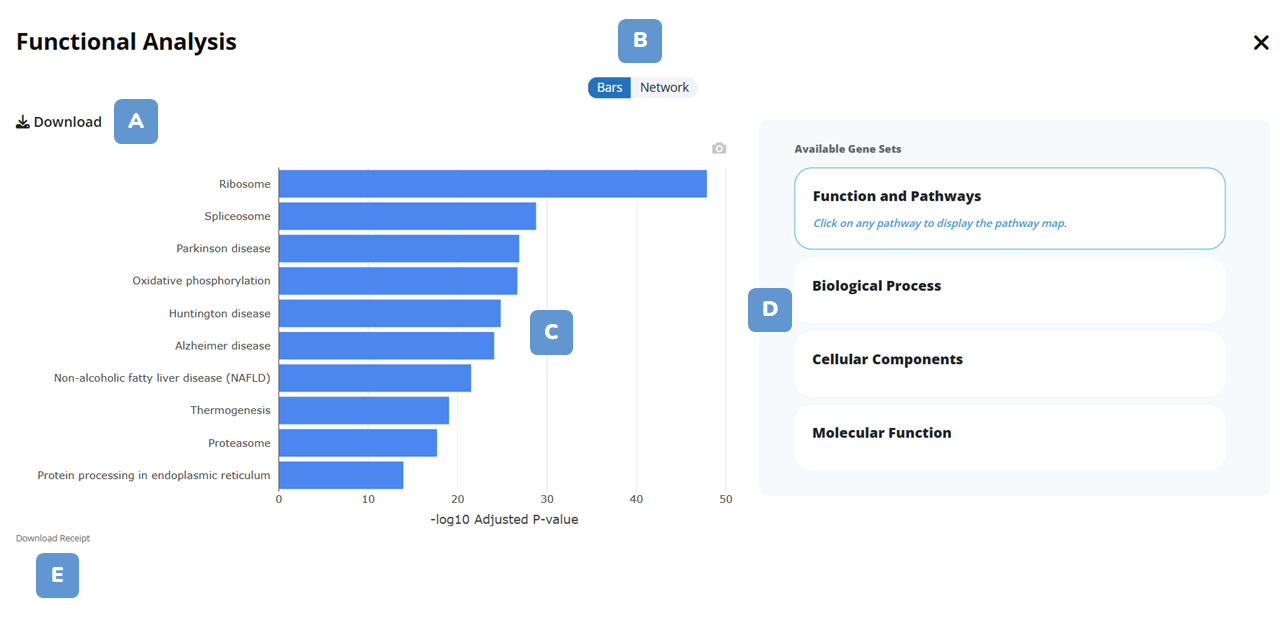 Functional Analysis
B
Bars Network
Download A
Available Gene Sets
Function and Pathways
Click on any pathway to display the pathway map.
Biological Process
D
Cellular Components
Molecular Function
Ribosome
Spliceosome
Parkinson disease
Oxidative phosphorylation
Huntington disease
C
Alzheimer disease
Non-alcoholic fatty liver disease (NAFLD)
Thermogenesis
Proteasome
Protein processing in endoplasmic reticulum
0 10 20 30 40 50
-log10 Adjusted P-value
Download Receipt
E